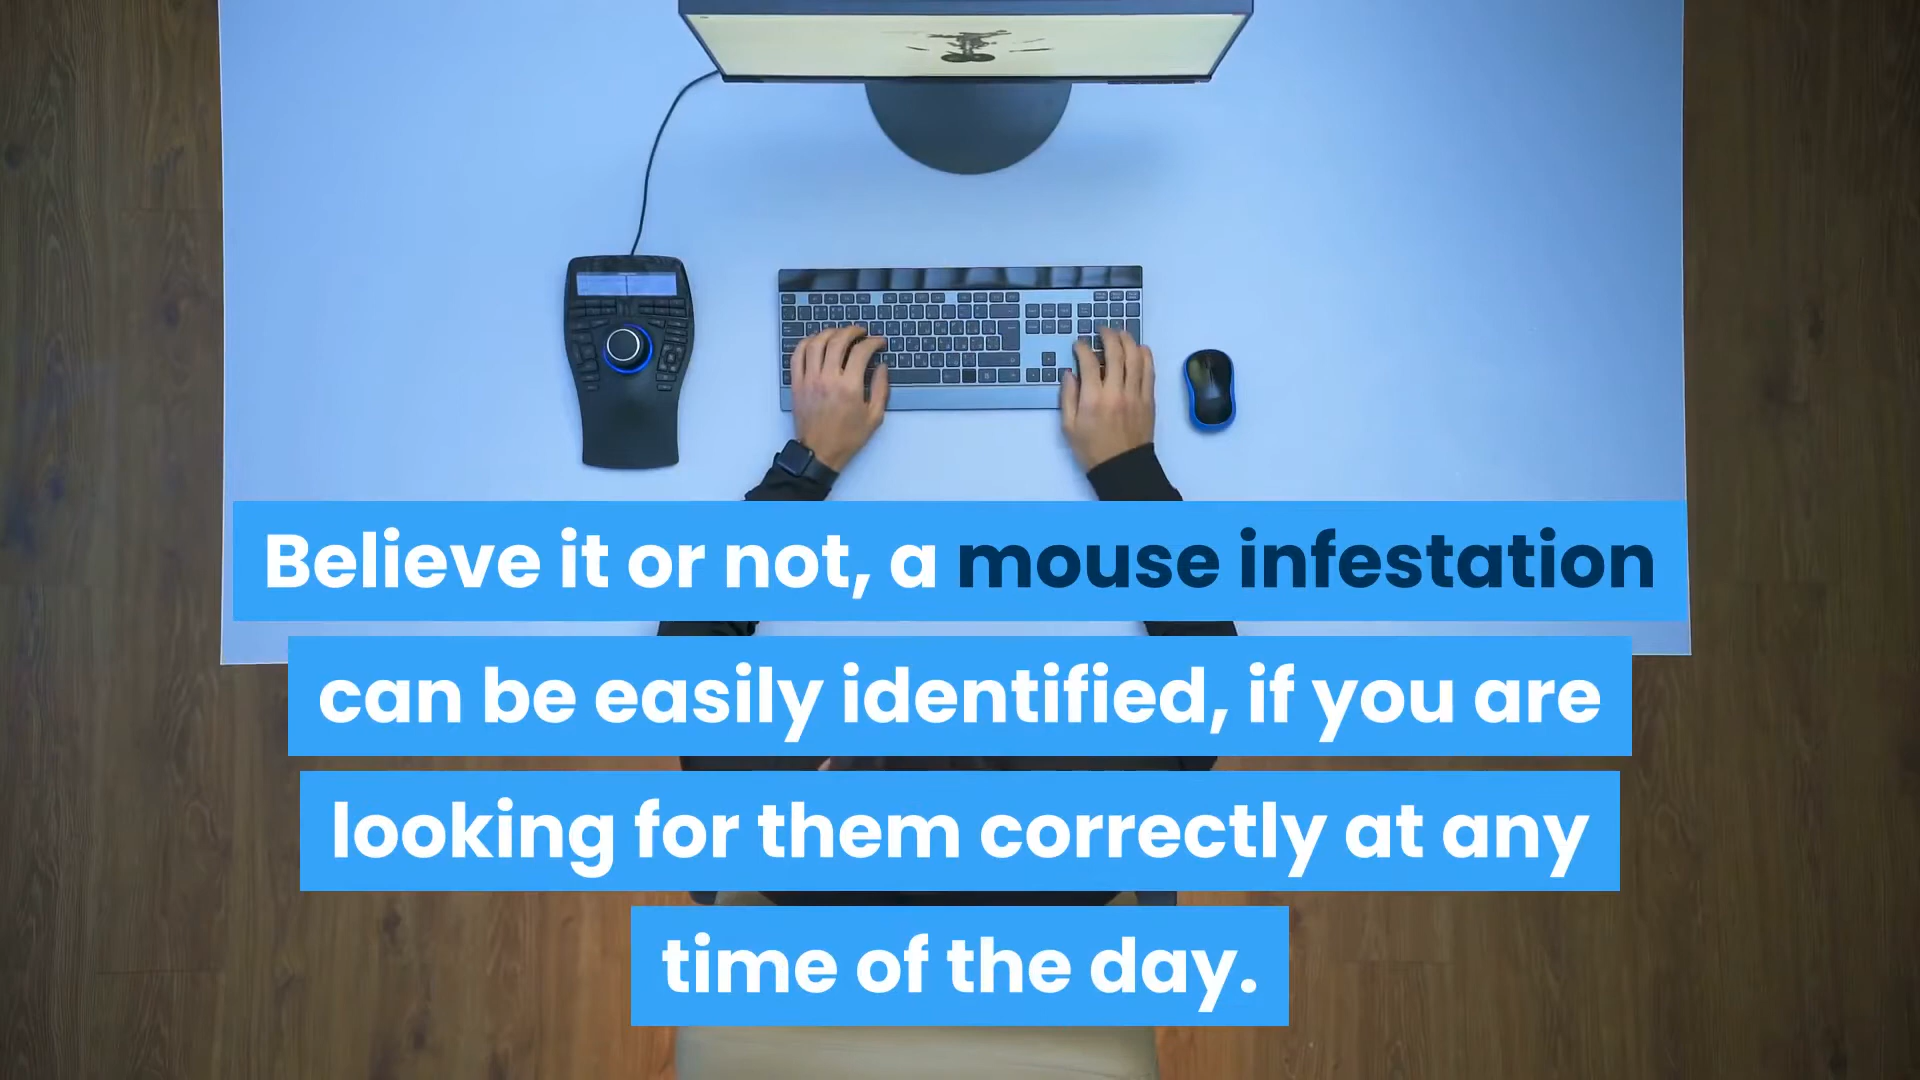 Believe it or not, a mouse infestation
can be easily identified, if you are
looking for them correctly at any
time of the day.